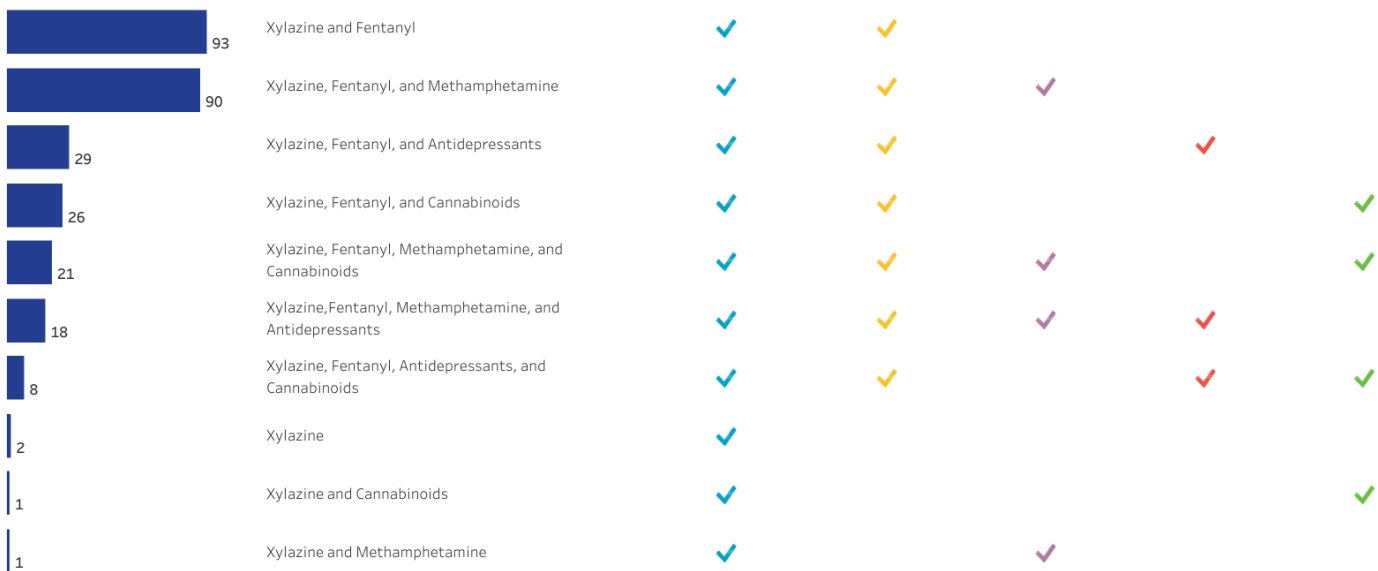 Xylazine and Fentanyl
93
Xylazine, Fentanyl, and Methamphetamine
90
Xylazine, Fentanyl, and Antidepressants
29
Xylazine, Fentanyl, and Cannabinoids
26
Xylazine, Fentanyl, Methamphetamine, and
Cannabinoids
21
Xylazine,Fentanyl, Methamphetamine, and
Antidepressants
18
Xylazine, Fentanyl, Antidepressants, and
Cannabinoids
8
Xylazine
2
Xylazine and Cannabinoids
1
Xylazine and Methamphetamine
1